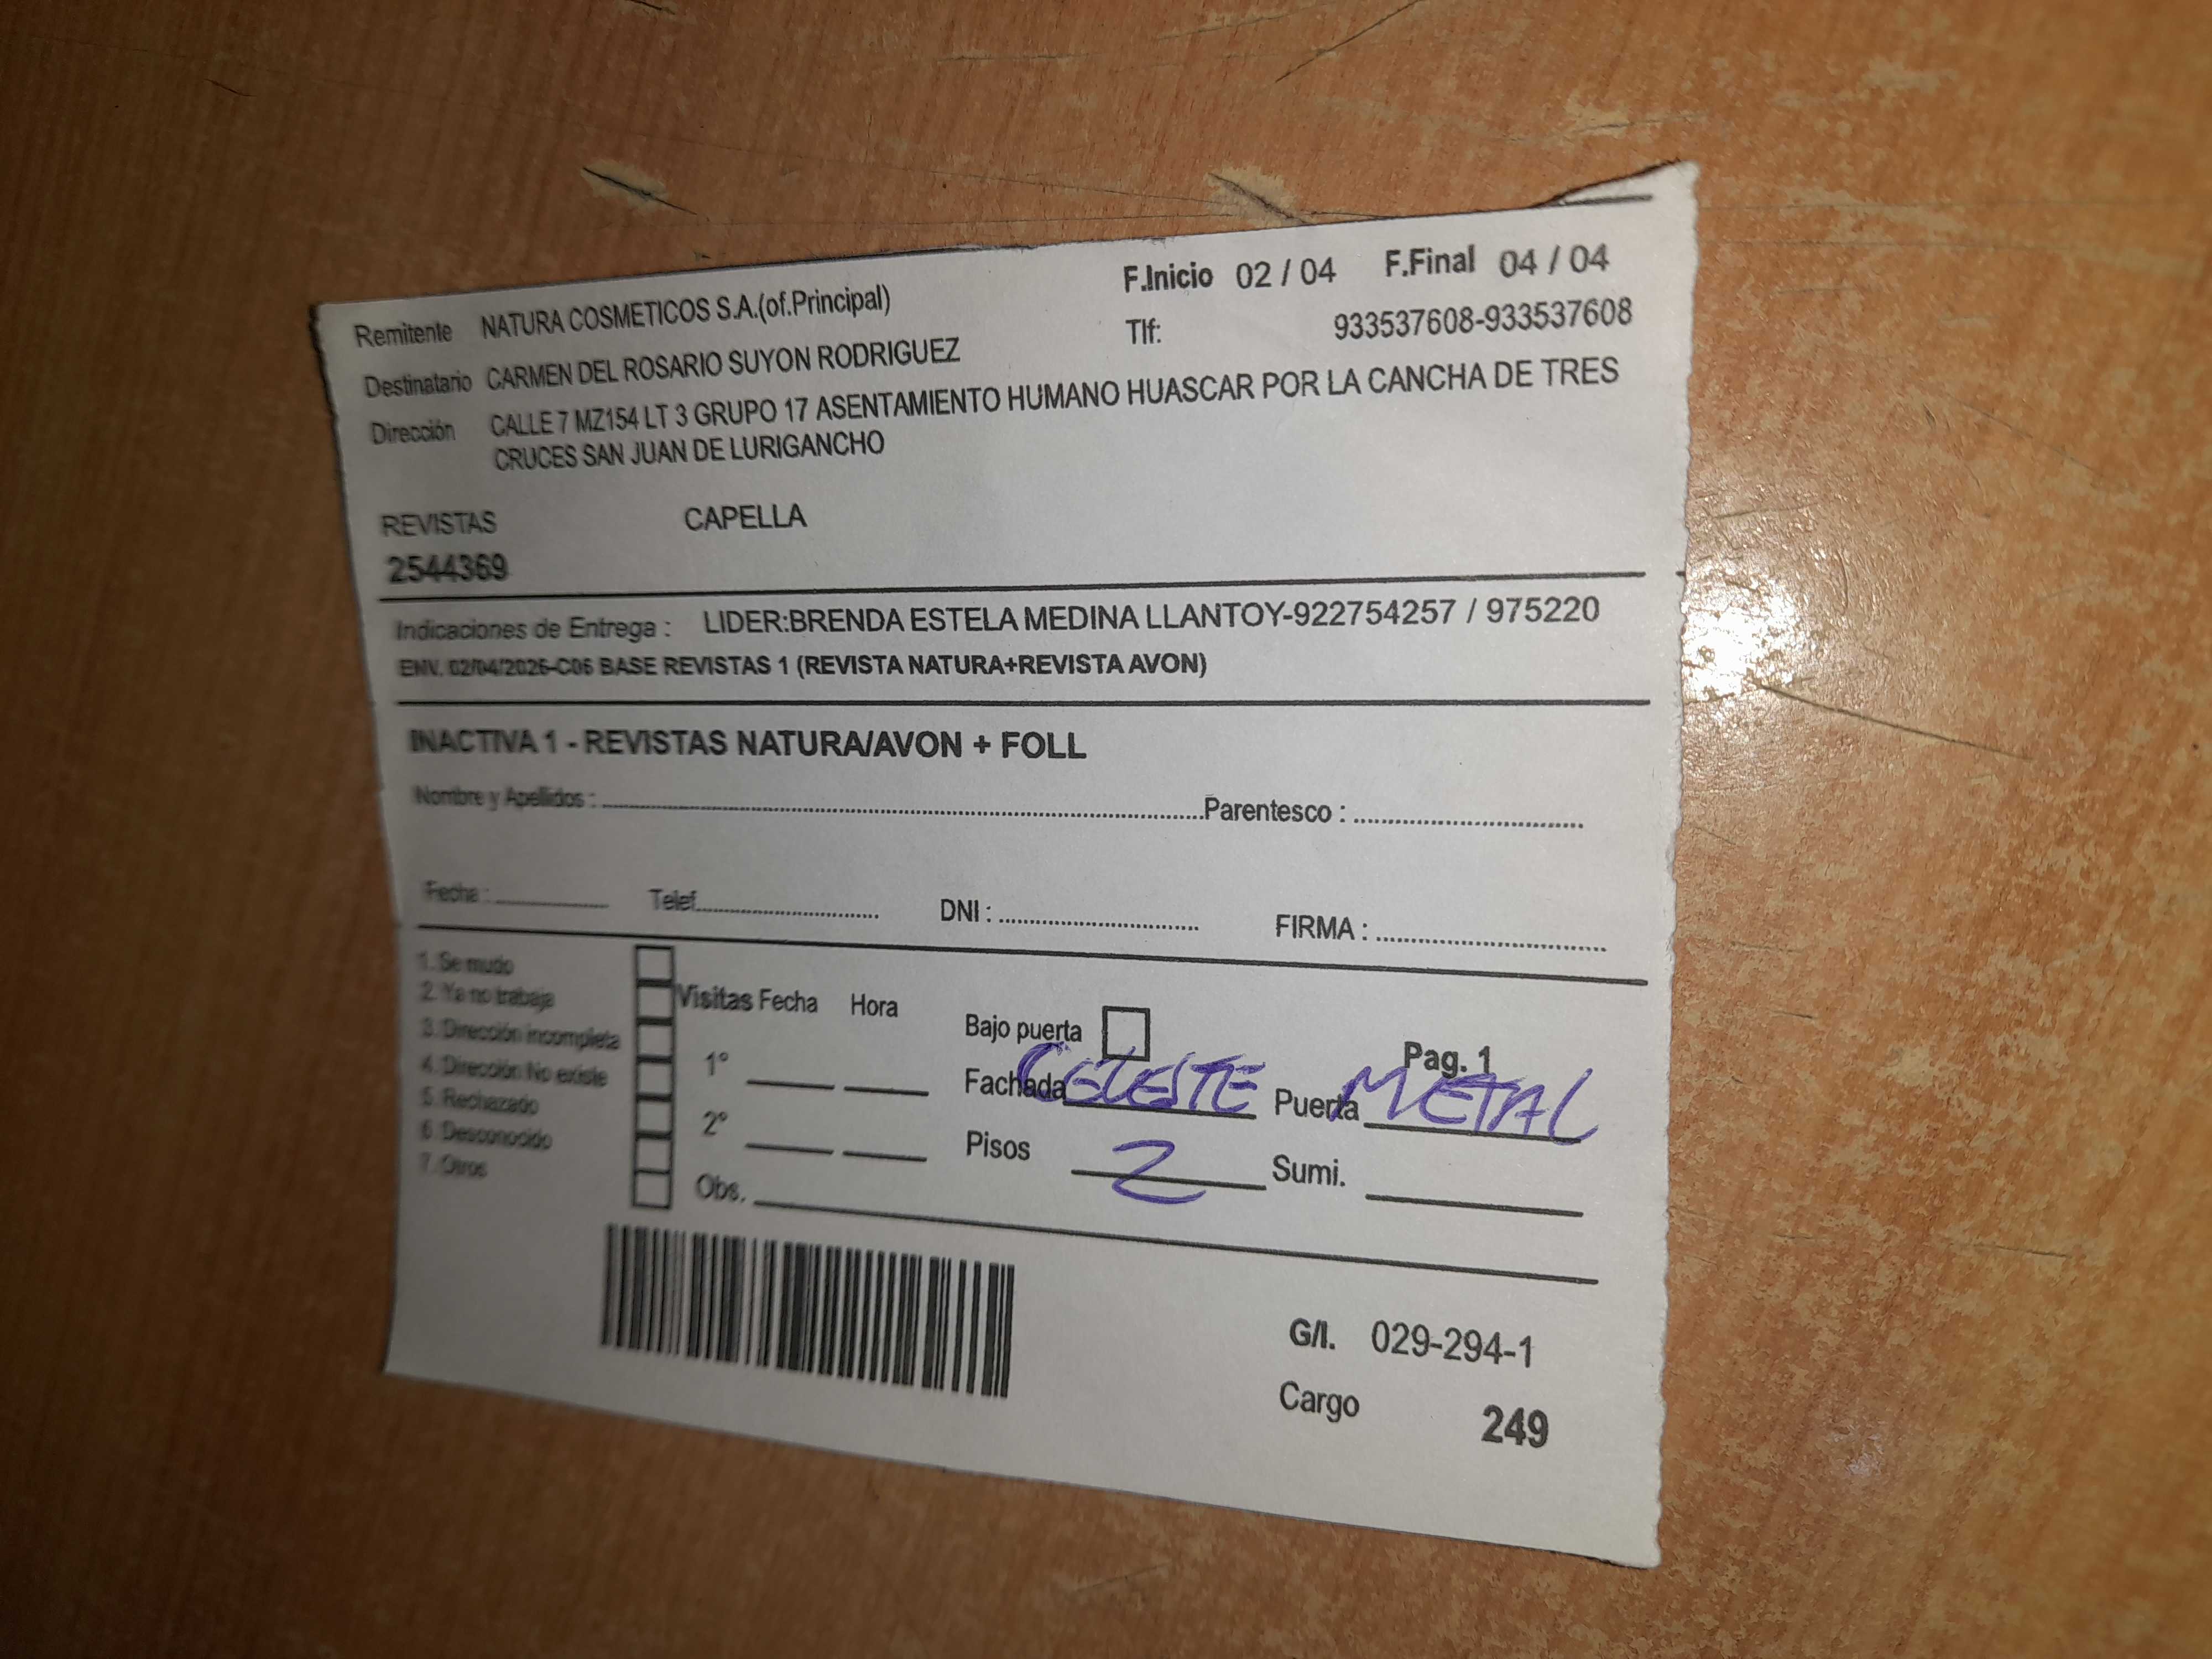 F.Inicio 02 / 04 F.Final 04 / 04
Remitente NATURA COSMETICOS S.A.(of.Principal) Tlf: 933537608-933537608
Destinatario CARMEN DEL ROSARIO SUYON RODRIGUEZ
Dirección CALLE 7 MZ154 LT 3 GRUPO 17 ASENTAMIENTO HUMANO HUASCAR POR LA CANCHA DE TRES
CRUCES SAN JUAN DE LURIGANCHO
REVISTAS CAPELLA
2544369
Indicaciones de Entrega : LIDER:BRENDA ESTELA MEDINA LLANTOY-922754257 / 975220
ENV. 02/04/2026-C06 BASE REVISTAS 1 (REVISTA NATURA+REVISTA AVON)
INACTIVA 1 - REVISTAS NATURA/AVON + FOLL
Nombre y Apellidos : Parentesco :
Fecha : Telef. DNI : FIRMA :
1. Se mudo
2. Ya no trabaja
3. Dirección incompleta
4. Dirección No existe
5. Rechazado
6. Desconocido
7. Otros
Visitas Fecha Hora
1°
2°
Obs.
Bajo puerta Pag. 1
Fachada CELESTE Puerta METAL
Pisos 2 Sumi.
G/I. 029-294-1
Cargo 249